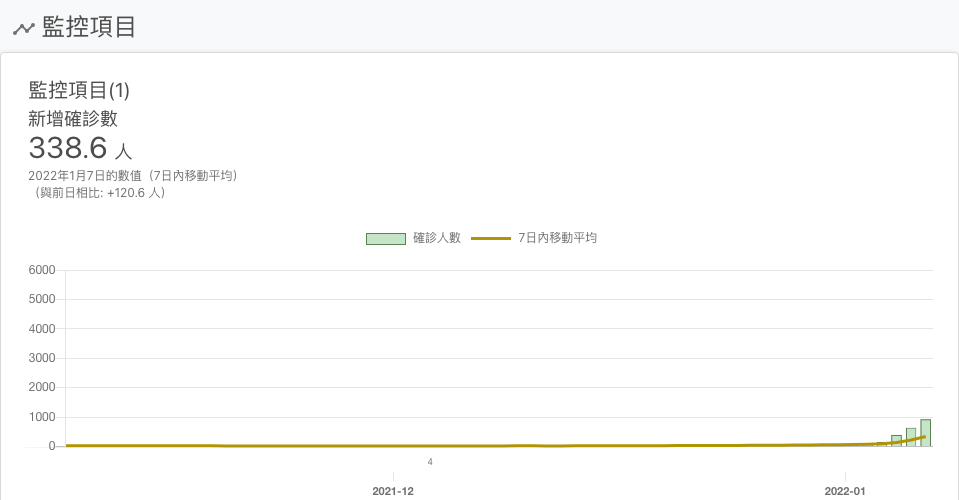 監控項目
監控項目(1)
新增確診數
338.6 人
2022年1月7日的數值（7日內移動平均）
（與前日相比: +120.6 人）
確診人數 7日內移動平均
6000
5000
4000
3000
2000
1000
0
4
2021-12 2022-01